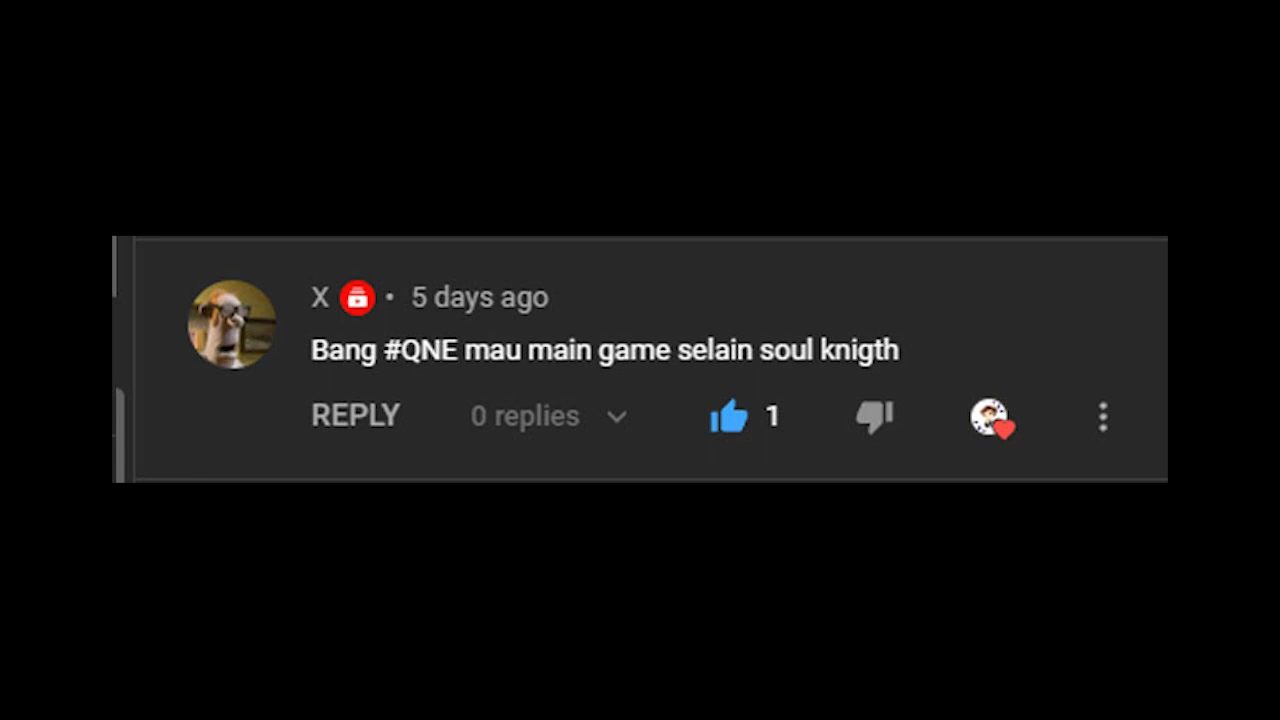 X • 5 days ago
Bang #QNE mau main game selain soul knigth
REPLY 0 replies 1